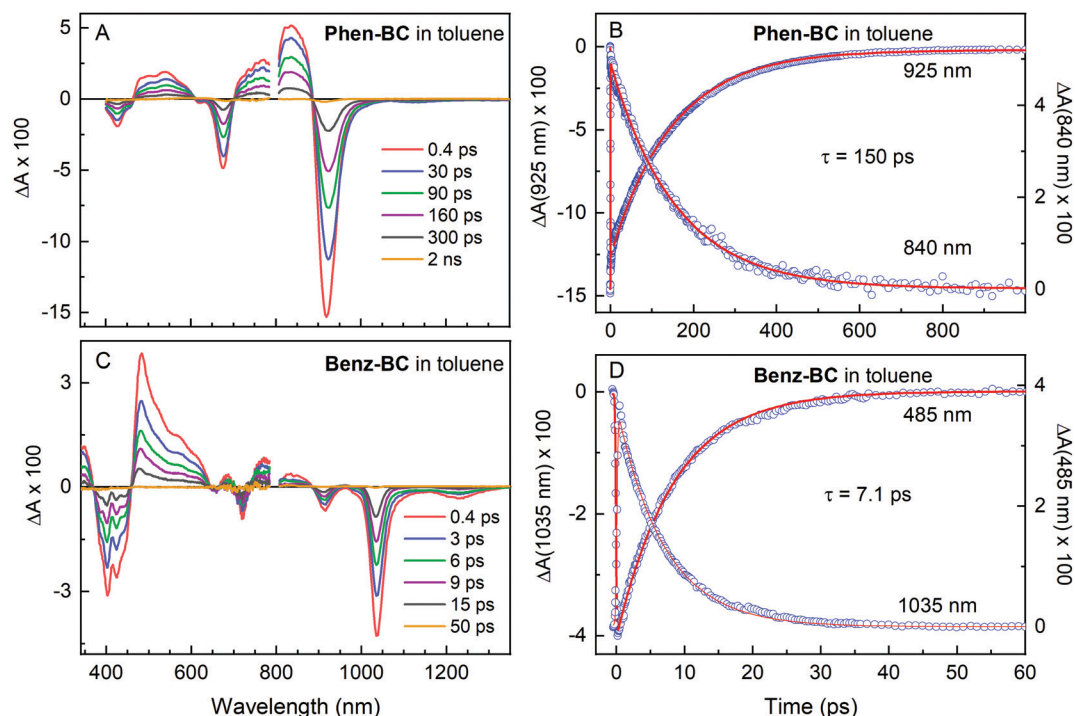 A
Phen-BC in toluene
5
0
-5
-10
-15
ΔA x 100
0.4 ps
30 ps
90 ps
160 ps
300 ps
2 ns
B
Phen-BC in toluene
0
-5
-10
-15
ΔA(925 nm) x 100
925 nm
τ = 150 ps
840 nm
4
2
0
ΔA(840 nm) x 100
0
200
400
600
800
C
Benz-BC in toluene
3
0
-3
ΔA x 100
0.4 ps
3 ps
6 ps
9 ps
15 ps
50 ps
400
600
800
1000
1200
Wavelength (nm)
D
Benz-BC in toluene
0
-2
-4
ΔA(1035 nm) x 100
485 nm
τ = 7.1 ps
1035 nm
4
2
0
ΔA(485 nm) x 100
0
10
20
30
40
50
60
Time (ps)